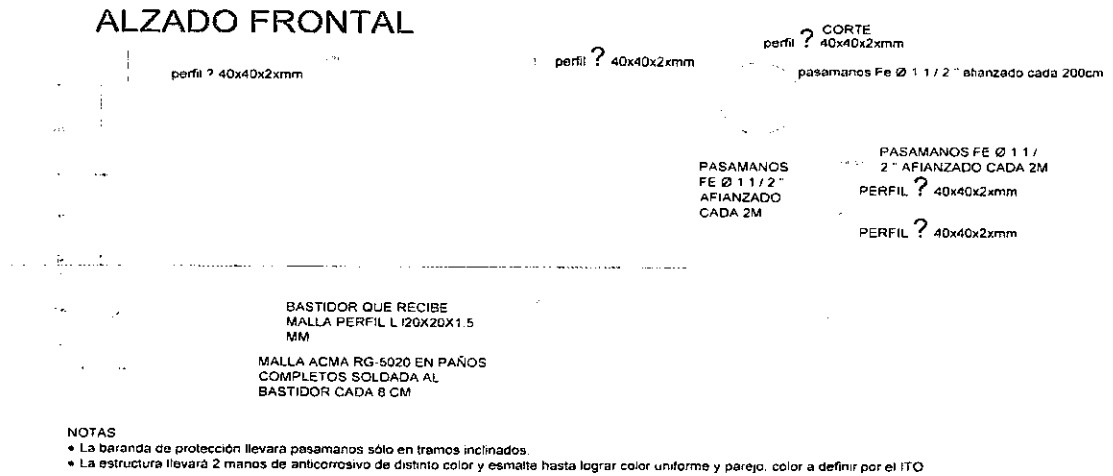 ALZADO FRONTAL
CORTE
perfil ? 40x40x2xmm
perfil ? 40x40x2xmm
perfil ? 40x40x2xmm
pasamanos Fe Ø 1 1 / 2 " afianzado cada 200cm
PASAMANOS
FE Ø 1 1 / 2 "
AFIANZADO
CADA 2M
PASAMANOS FE Ø 1 1 /
2 " AFIANZADO CADA 2M
PERFIL ? 40x40x2xmm
PERFIL ? 40x40x2xmm
BASTIDOR QUE RECIBE
MALLA PERFIL L I20X20X1.5
MM
MALLA ACMA RG-5020 EN PAÑOS
COMPLETOS SOLDADA AL
BASTIDOR CADA 8 CM
NOTAS
• La baranda de protección llevara pasamanos sólo en tramos inclinados.
• La estructura llevará 2 manos de anticorrosivo de distinto color y esmalte hasta lograr color uniforme y parejo, color a definir por el ITO